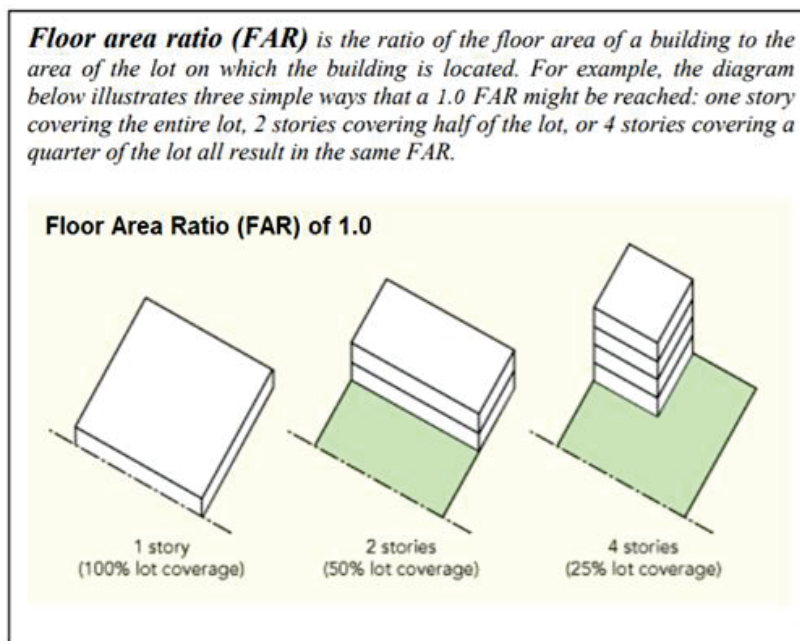 Floor area ratio (FAR) is the ratio of the floor area of a building to the
area of the lot on which the building is located. For example, the diagram
below illustrates three simple ways that a 1.0 FAR might be reached: one story
covering the entire lot, 2 stories covering half of the lot, or 4 stories covering a
quarter of the lot all result in the same FAR.
Floor Area Ratio (FAR) of 1.0
1 story
(100% lot coverage)
2 stories
(50% lot coverage)
4 stories
(25% lot coverage)